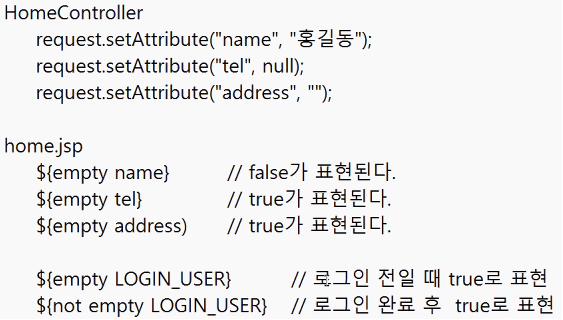 HomeController
request.setAttribute("name", "홍길동");
request.setAttribute("tel", null);
request.setAttribute("address", "");
home.jsp
${empty name} // false가 표현된다.
${empty tel} // true가 표현된다.
${empty address) // true가 표현된다.
${empty LOGIN_USER} // 로그인 전일 때 true로 표현
${not empty LOGIN_USER} // 로그인 완료 후 true로 표현